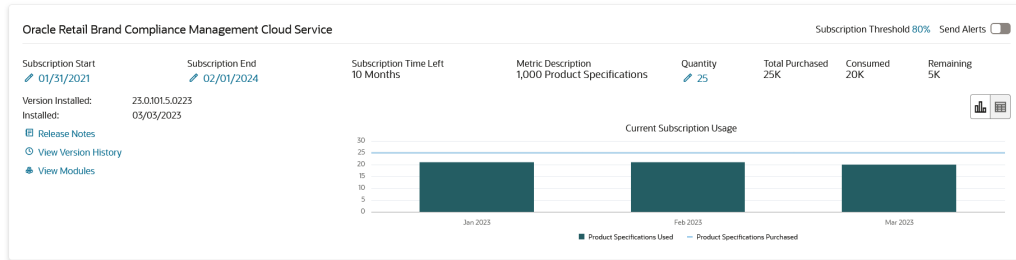 Oracle Retail Brand Compliance Management Cloud Service
Subscription Threshold 80% Send Alerts
Subscription Start Subscription End Subscription Time Left Metric Description Quantity Total Purchased Consumed Remaining
01/31/2021 02/01/2024 10 Months 1,000 Product Specifications 25 25K 20K 5K
Version Installed: 23.0.101.5.0223
Installed: 03/03/2023
Release Notes
View Version History
View Modules
Current Subscription Usage
30
25
20
15
10
5
0
Jan 2023 Feb 2023 Mar 2023
Product Specifications Used Product Specifications Purchased